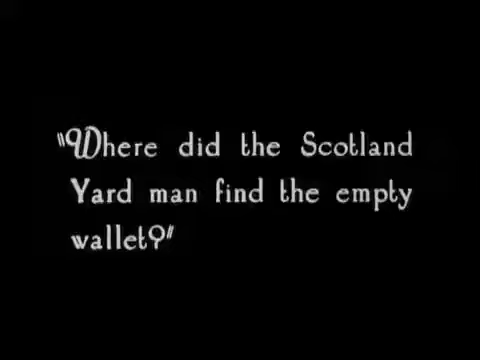 "Where did the Scotland
Yard man find the empty
wallet?"